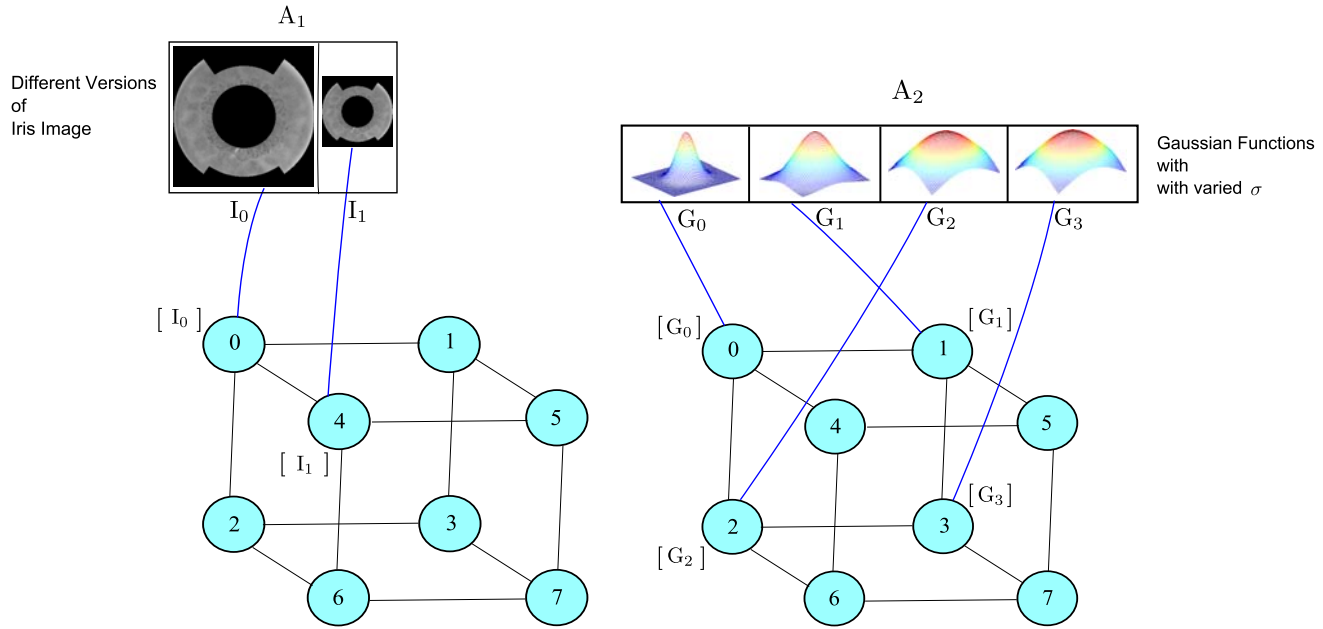 A₁
Different Versions
of
Iris Image
I₀
I₁
[ I₀ ]
0
1
4
5
[ I₁ ]
2
3
6
7
A₂
Gaussian Functions
with
with varied σ
G₀
G₁
G₂
G₃
[G₀]
0
1
[G₁]
4
5
2
3
[G₃]
[G₂]
6
7